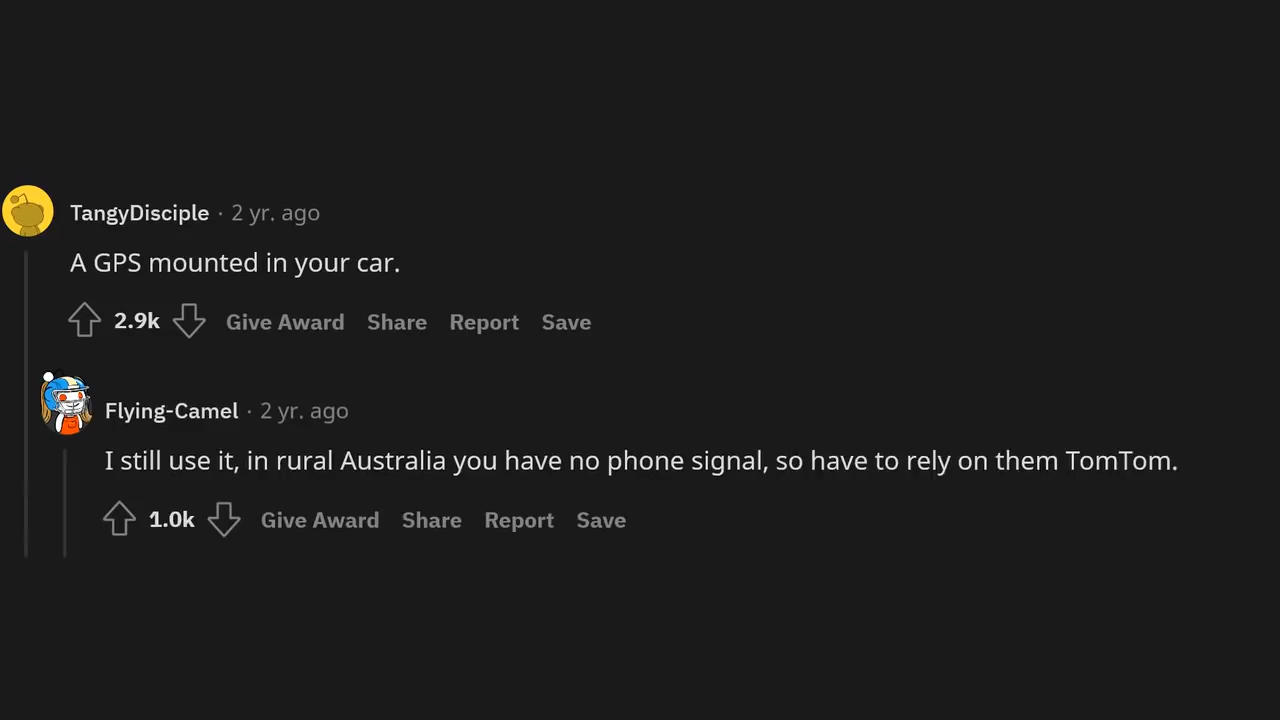 TangyDisciple · 2 yr. ago
A GPS mounted in your car.
2.9k Give Award Share Report Save
Flying-Camel · 2 yr. ago
I still use it, in rural Australia you have no phone signal, so have to rely on them TomTom.
1.0k Give Award Share Report Save